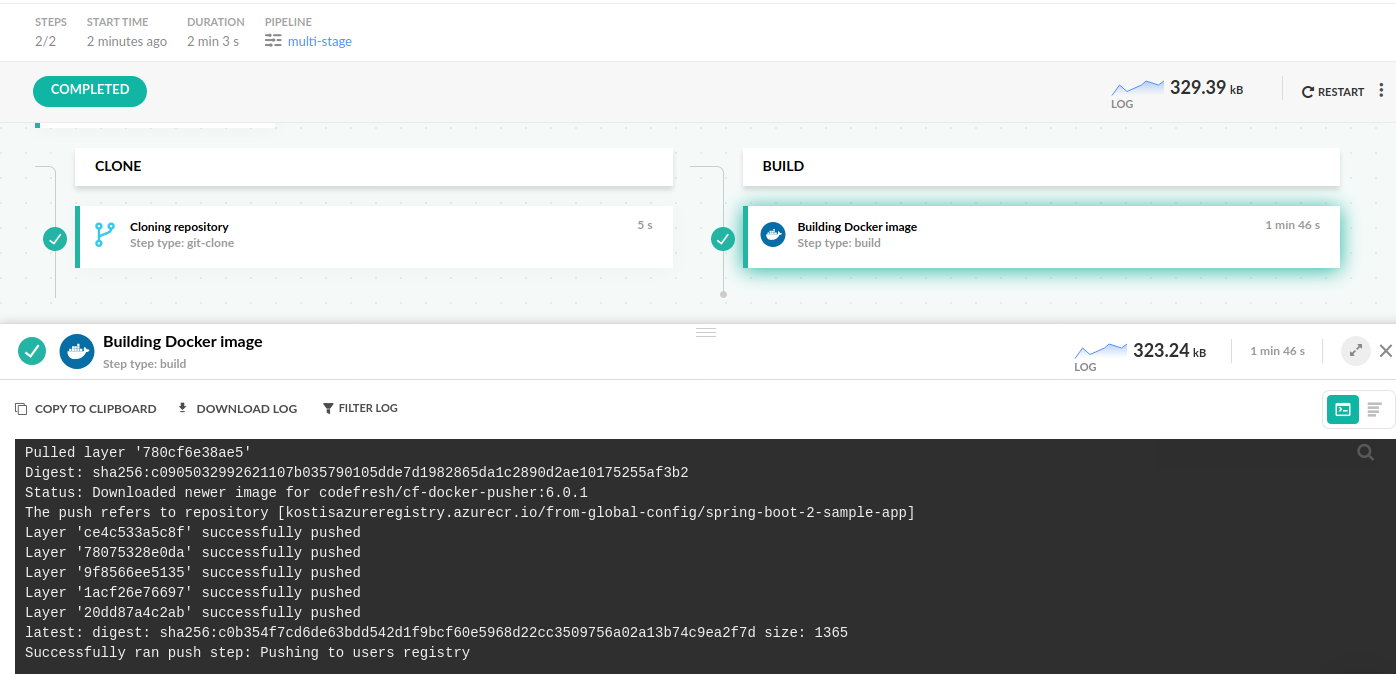 STEPS START TIME DURATION PIPELINE
2/2 2 minutes ago 2 min 3 s multi-stage
COMPLETED
329.39 kB
LOG
RESTART
CLONE
Cloning repository
5 s
Step type: git-clone
BUILD
Building Docker image
1 min 46 s
Step type: build
Building Docker image
Step type: build
323.24 kB
LOG
1 min 46 s
COPY TO CLIPBOARD DOWNLOAD LOG FILTER LOG
Pulled layer '780cf6e38ae5'
Digest: sha256:c0905032992621107b035790105dde7d1982865da1c2890d2ae10175255af3b2
Status: Downloaded newer image for codefresh/cf-docker-pusher:6.0.1
The push refers to repository [kostisazureregistry.azurecr.io/from-global-config/spring-boot-2-sample-app]
Layer 'ce4c533a5c8f' successfully pushed
Layer '78075328e0da' successfully pushed
Layer '9f8566ee5135' successfully pushed
Layer '1acf26e76697' successfully pushed
Layer '20dd87a4c2ab' successfully pushed
latest: digest: sha256:c0b354f7cd6de63bdd542d1f9bcf60e5968d22cc3509756a02a13b74c9ea2f7d size: 1365
Successfully ran push step: Pushing to users registry